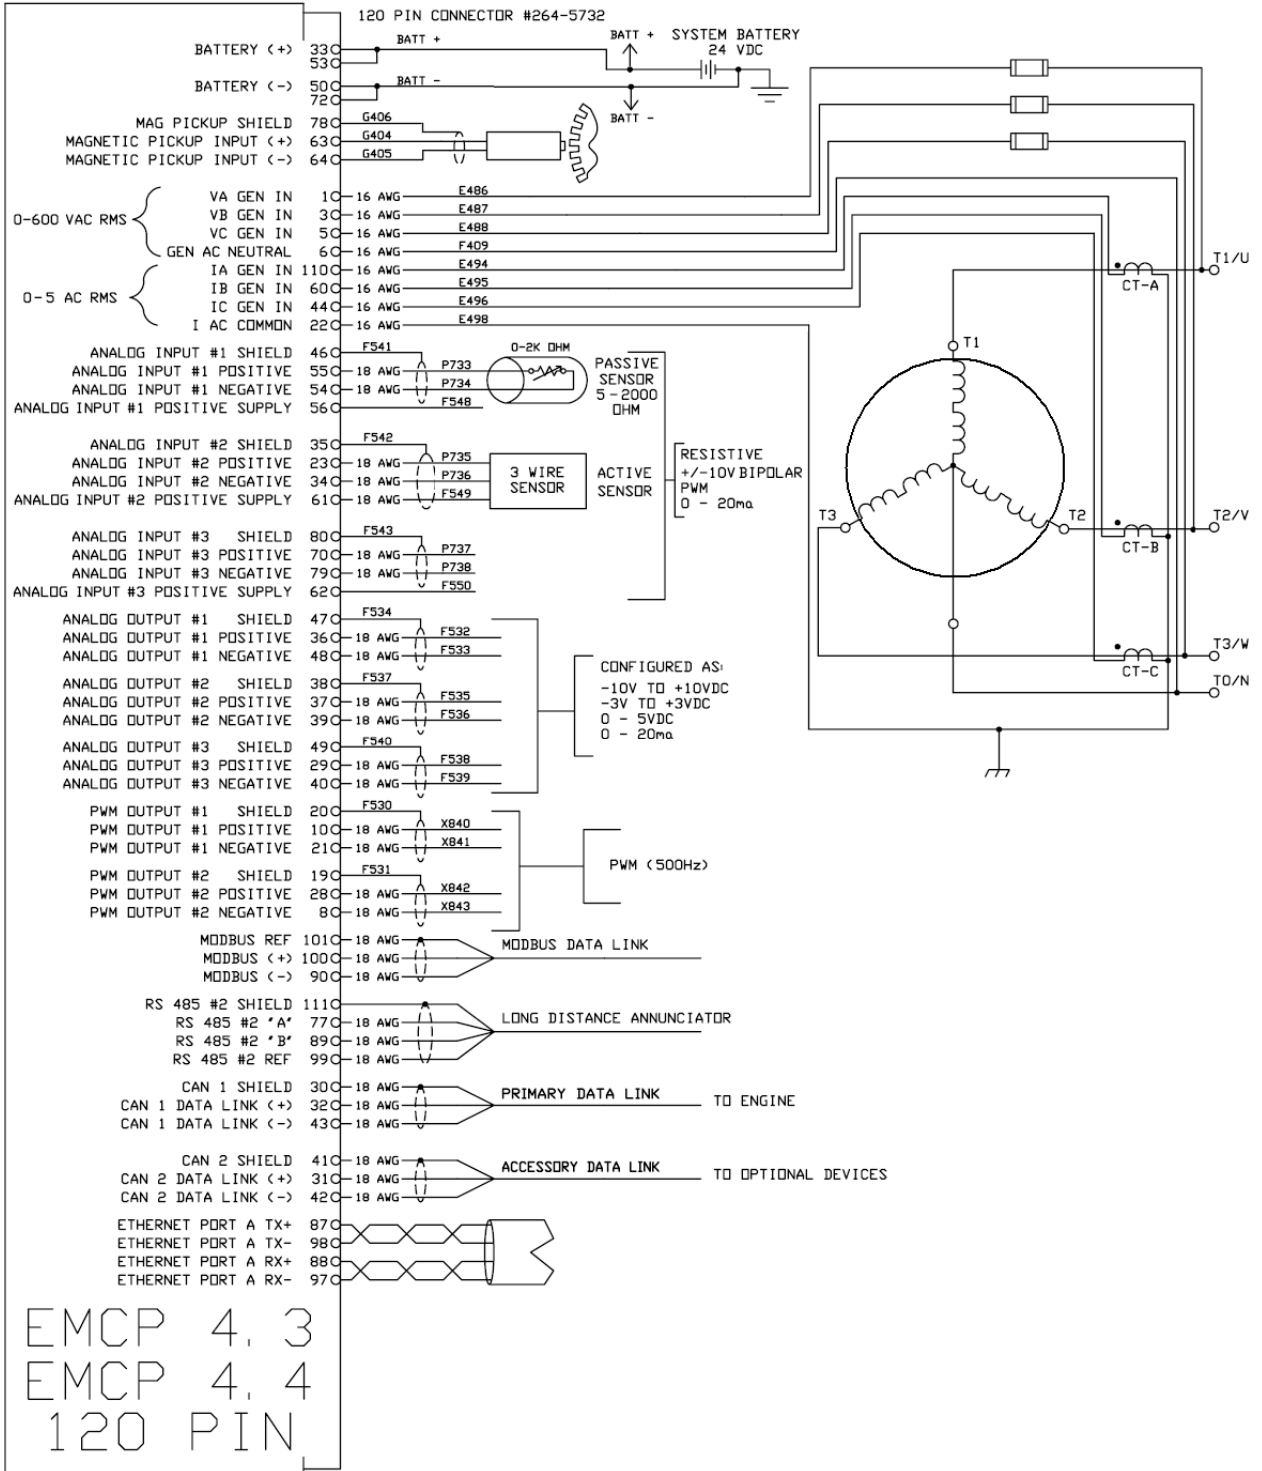 120 PIN CONNECTOR #264-5732
BATTERY (+) 33 BATT + BATT + SYSTEM BATTERY
53 24 VDC
BATTERY (-) 50 BATT -
72 BATT -
MAG PICKUP SHIELD 78 G406
MAGNETIC PICKUP INPUT (+) 63 G404
MAGNETIC PICKUP INPUT (-) 64 G405
0-600 VAC RMS
VA GEN IN 1 16 AWG E486
VB GEN IN 3 16 AWG E487
VC GEN IN 5 16 AWG E488
GEN AC NEUTRAL 6 16 AWG F409
0-5 AC RMS
IA GEN IN 110 16 AWG E494
IB GEN IN 60 16 AWG E495
IC GEN IN 44 16 AWG E496
I AC COMMON 22 16 AWG E498
T1/U
CT-A
T1
T3
T2
T2/V
CT-B
T3/W
CT-C
T0/N
ANALOG INPUT #1 SHIELD 46 F541
ANALOG INPUT #1 POSITIVE 55 18 AWG P733
ANALOG INPUT #1 NEGATIVE 54 18 AWG P734
ANALOG INPUT #1 POSITIVE SUPPLY 56 F548
0-2K OHM
PASSIVE
SENSOR
5-2000
OHM
ANALOG INPUT #2 SHIELD 35 F542
ANALOG INPUT #2 POSITIVE 23 18 AWG P735
ANALOG INPUT #2 NEGATIVE 34 18 AWG P736
ANALOG INPUT #2 POSITIVE SUPPLY 61 18 AWG F549
3 WIRE
SENSOR
ACTIVE
SENSOR
RESISTIVE
+/-10V BIPOLAR
PWM
0 - 20ma
ANALOG INPUT #3 SHIELD 80 F543
ANALOG INPUT #3 POSITIVE 70 18 AWG P737
ANALOG INPUT #3 NEGATIVE 79 18 AWG P738
ANALOG INPUT #3 POSITIVE SUPPLY 62 F550
ANALOG OUTPUT #1 SHIELD 47 F534
ANALOG OUTPUT #1 POSITIVE 36 18 AWG F532
ANALOG OUTPUT #1 NEGATIVE 48 18 AWG F533
ANALOG OUTPUT #2 SHIELD 38 F537
ANALOG OUTPUT #2 POSITIVE 37 18 AWG F535
ANALOG OUTPUT #2 NEGATIVE 39 18 AWG F536
ANALOG OUTPUT #3 SHIELD 49 F540
ANALOG OUTPUT #3 POSITIVE 29 18 AWG F538
ANALOG OUTPUT #3 NEGATIVE 40 18 AWG F539
CONFIGURED AS:
-10V TO +10VDC
-3V TO +3VDC
0 - 5VDC
0 - 20ma
PWM OUTPUT #1 SHIELD 20 F530
PWM OUTPUT #1 POSITIVE 10 18 AWG X840
PWM OUTPUT #1 NEGATIVE 21 18 AWG X841
PWM OUTPUT #2 SHIELD 19 F531
PWM OUTPUT #2 POSITIVE 28 18 AWG X842
PWM OUTPUT #2 NEGATIVE 8 18 AWG X843
PWM (500Hz)
MODBUS REF 101 18 AWG MODBUS DATA LINK
MODBUS (+) 100 18 AWG
MODBUS (-) 90 18 AWG
RS 485 #2 SHIELD 111
RS 485 #2 "A" 77 18 AWG LONG DISTANCE ANNUNCIATOR
RS 485 #2 "B" 89 18 AWG
RS 485 #2 REF 99 18 AWG
CAN 1 SHIELD 30 18 AWG PRIMARY DATA LINK
CAN 1 DATA LINK (+) 32 18 AWG TO ENGINE
CAN 1 DATA LINK (-) 43 18 AWG
CAN 2 SHIELD 41 18 AWG ACCESSORY DATA LINK
CAN 2 DATA LINK (+) 31 18 AWG TO OPTIONAL DEVICES
CAN 2 DATA LINK (-) 42 18 AWG
ETHERNET PORT A TX+ 87
ETHERNET PORT A TX- 98
ETHERNET PORT A RX+ 88
ETHERNET PORT A RX- 97
EMCP 4.3
EMCP 4.4
120 PIN